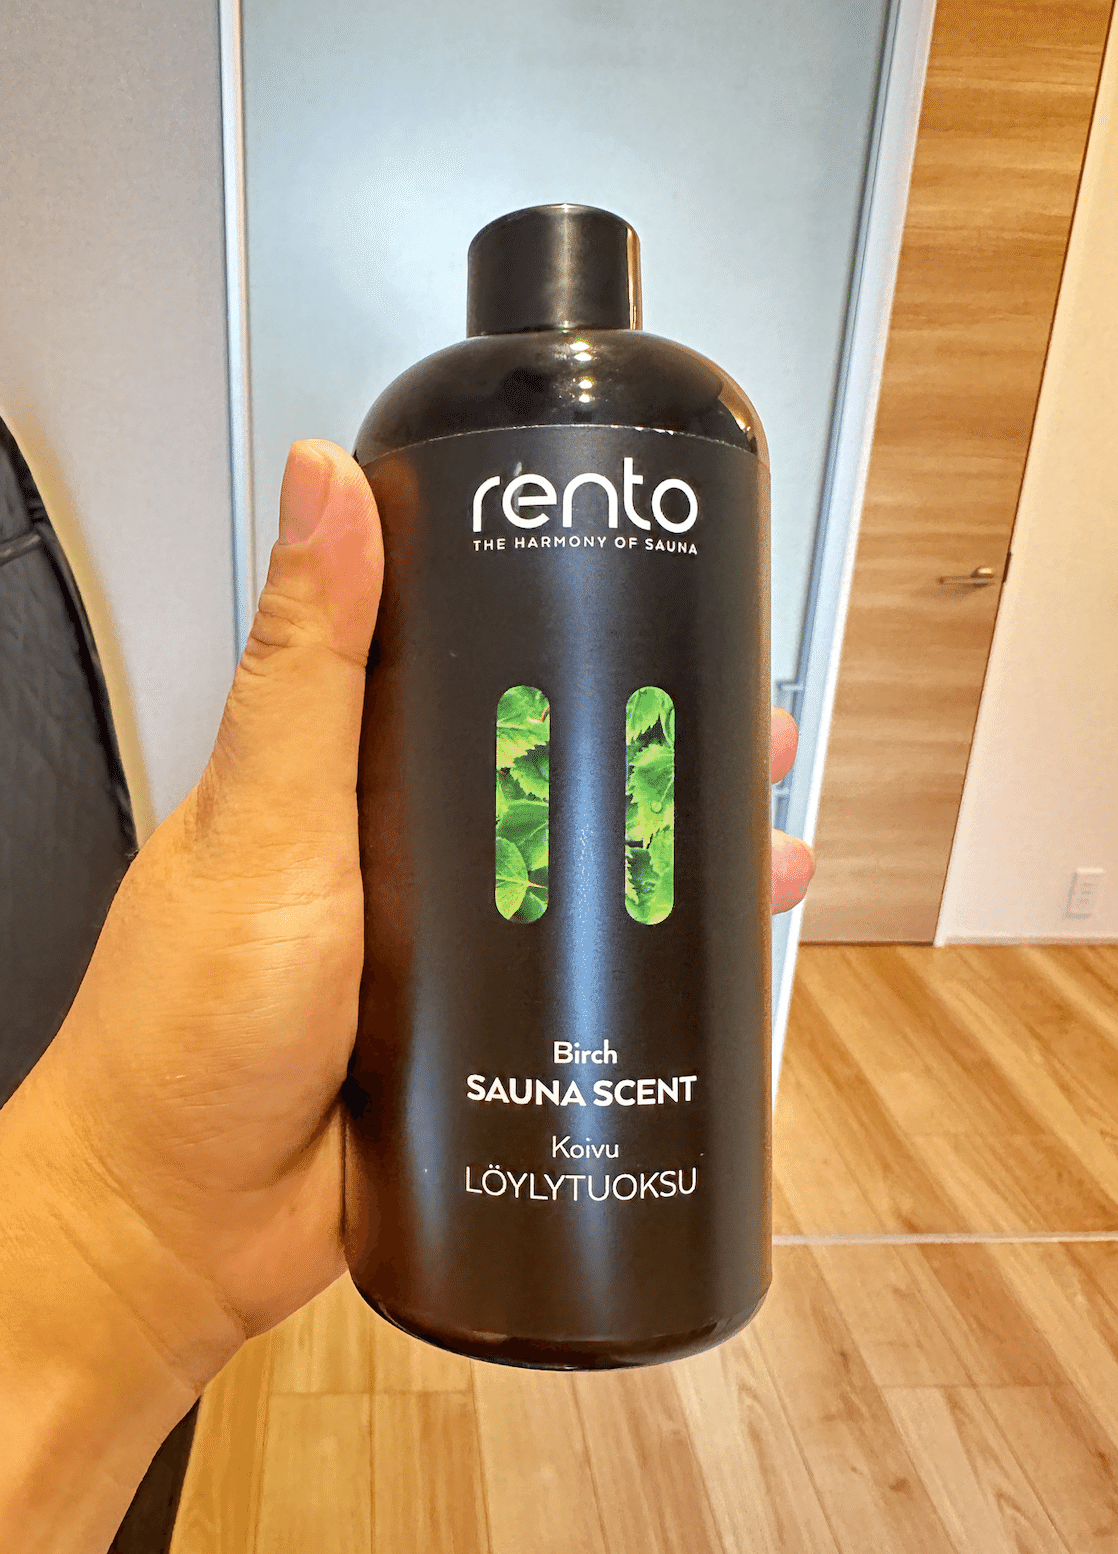 rento
THE HARMONY OF SAUNA
Birch
SAUNA SCENT
Koivu
LÖYLYTUOKSU